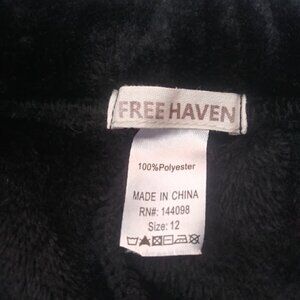 FREE HAVEN
100%Polyester
MADE IN CHINA
RN#: 144098
Size: 12